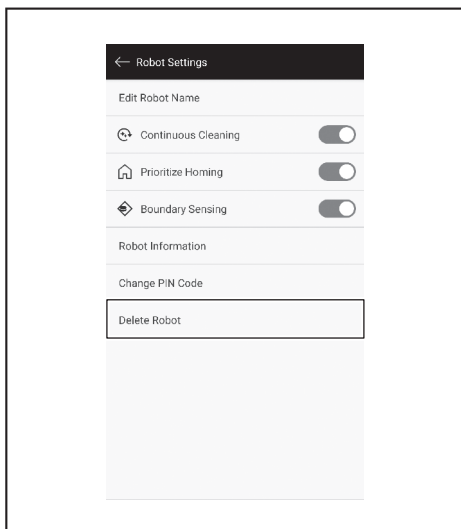 Robot Settings
Edit Robot Name
Continuous Cleaning
Prioritize Homing
Boundary Sensing
Robot Information
Change PIN Code
Delete Robot